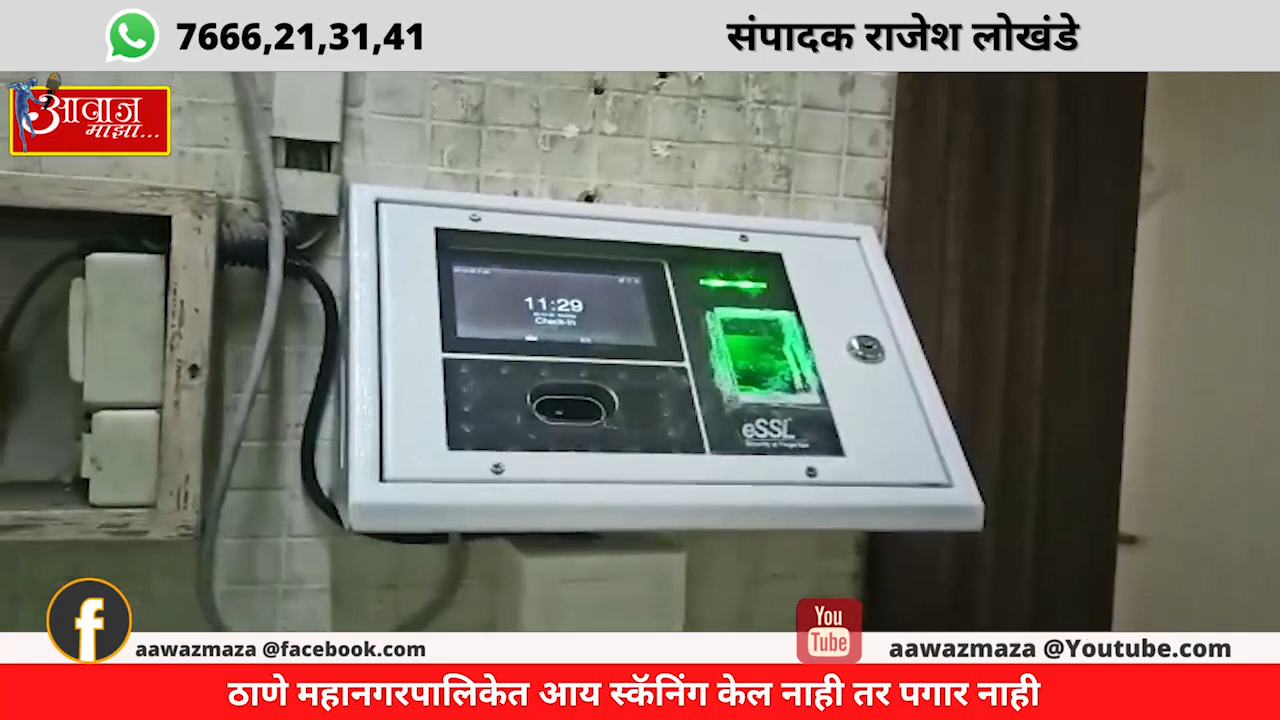 7666,21,31,41
संपादक राजेश लोखंडे
आवाज
माझा...
11:29
Check-In
eSSL
aawazmaza @facebook.com
You
Tube
aawazmaza @Youtube.com
ठाणे महानगरपालिकेत आय स्कॅनिंग केल नाही तर पगार नाही